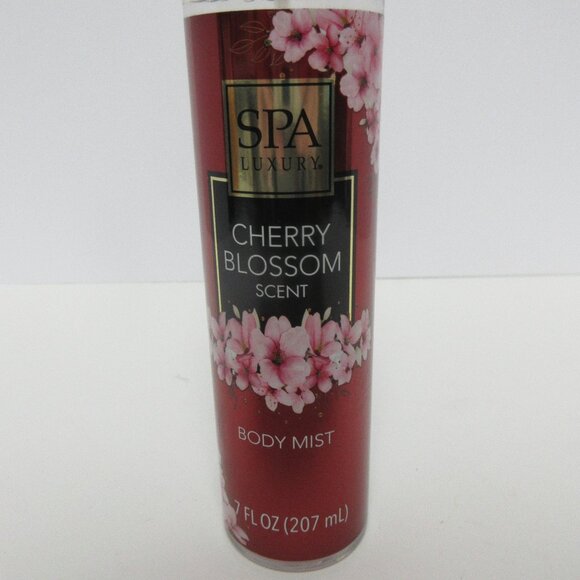 SPA
LUXURY®
CHERRY
BLOSSOM
SCENT
BODY MIST
7 FL OZ (207 mL)